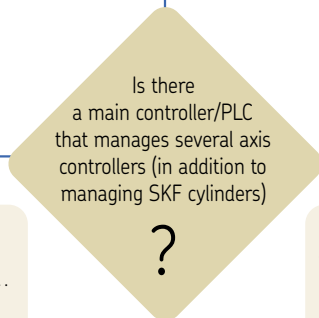 Is there
a main controller/PLC
that manages several axis
controllers (in addition to
managing SKF cylinders)
?
..